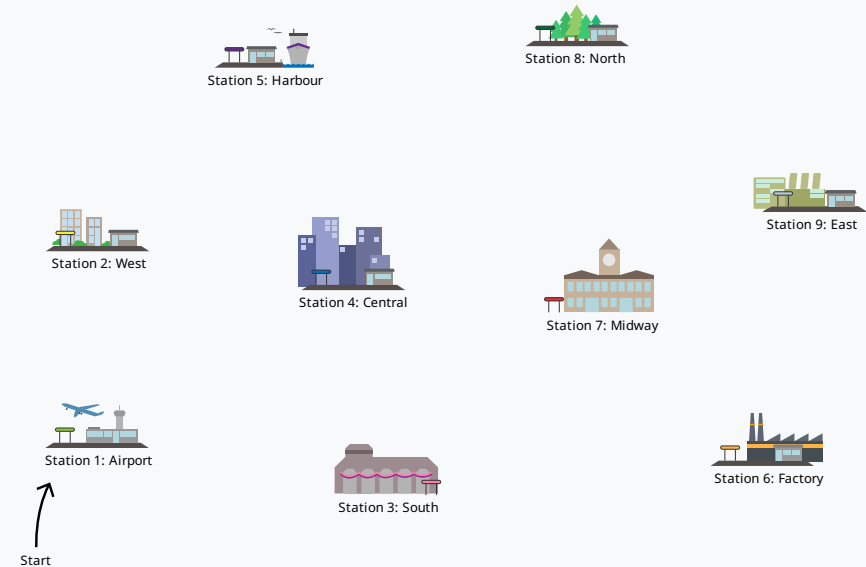 Station 8: North
Station 5: Harbour
Station 9: East
Station 2: West
Station 4: Central
Station 7: Midway
Station 1: Airport
Station 6: Factory
Station 3: South
Start